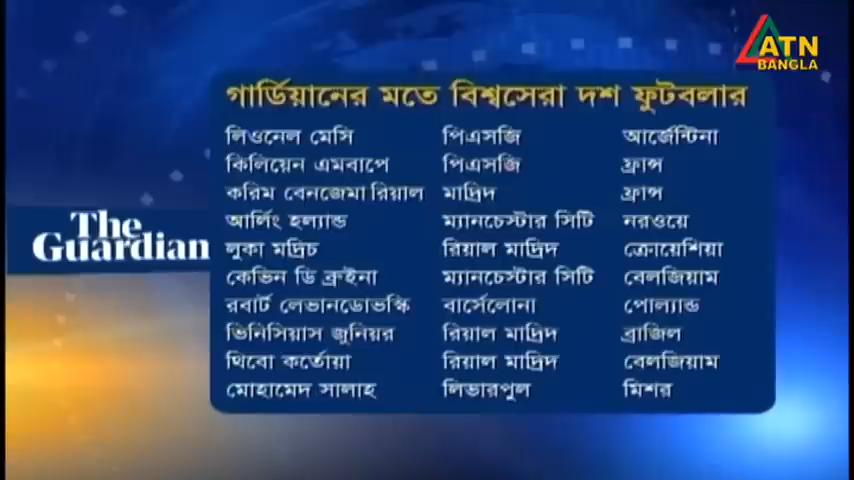 ATN
BANGLA
গার্ডিয়ানের মতে বিশ্বসেরা দশ ফুটবলার
লিওনেল মেসি পিএসজি আর্জেন্টিনা
কিলিয়েন এমবাপে পিএসজি ফ্রান্স
করিম বেনজেমা রিয়াল মাদ্রিদ ফ্রান্স
আর্লিং হল্যান্ড ম্যানচেস্টার সিটি নরওয়ে
লুকা মদ্রিচ রিয়াল মাদ্রিদ ক্রোয়েশিয়া
কেভিন ডি ব্রুইনা ম্যানচেস্টার সিটি বেলজিয়াম
রবার্ট লেভানডোভস্কি বার্সেলোনা পোল্যান্ড
ভিনিসিয়াস জুনিয়র রিয়াল মাদ্রিদ ব্রাজিল
থিবো কর্তোয়া রিয়াল মাদ্রিদ বেলজিয়াম
মোহামেদ সালাহ লিভারপুল মিশর
The
Guardian